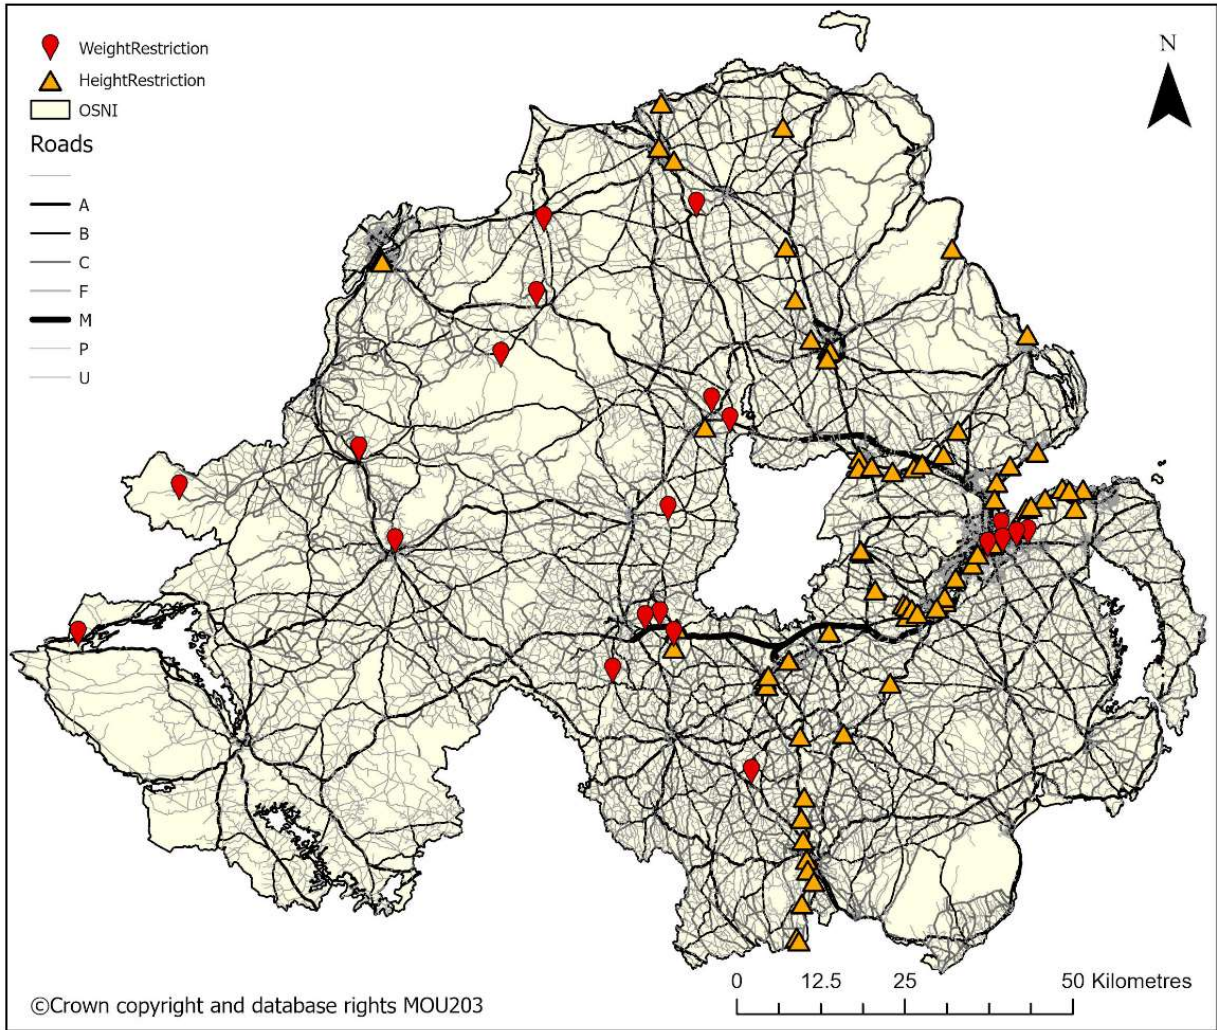 WeightRestriction
HeightRestriction
OSNI
Roads
A
B
C
F
M
P
U
N
0 12.5 25 50 Kilometres
©Crown copyright and database rights MOU203